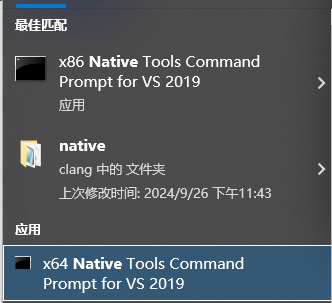 最佳匹配
x86 Native Tools Command
Prompt for VS 2019
应用
native
clang 中的 文件夹
上次修改时间: 2024/9/26 下午11:43
应用
x64 Native Tools Command
Prompt for VS 2019